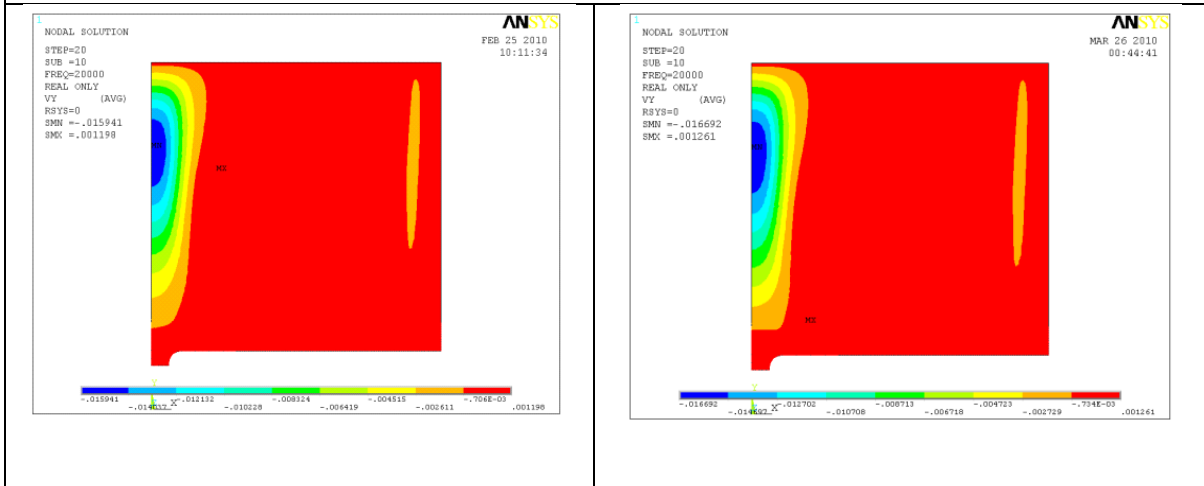 1
ANSYS
NODAL SOLUTION
FEB 25 2010
10:11:34
STEP=20
SUB =10
FREQ=20000
REAL ONLY
VY (AVG)
RSYS=0
SMN =-.015941
SMX =.001198
MX
MX
Y
X
-.015941 -.012132 -.008324 -.004515 -.706E-03
-.014037 -.010228 -.006419 -.002611 .001198
1
ANSYS
NODAL SOLUTION
MAR 26 2010
00:44:41
STEP=20
SUB =10
FREQ=20000
REAL ONLY
VY (AVG)
RSYS=0
SMN =-.016692
SMX =.001261
MX
Y
X
-.016692 -.012702 -.008713 -.004723 -.734E-03
-.014697 -.010708 -.006718 -.002729 .001261